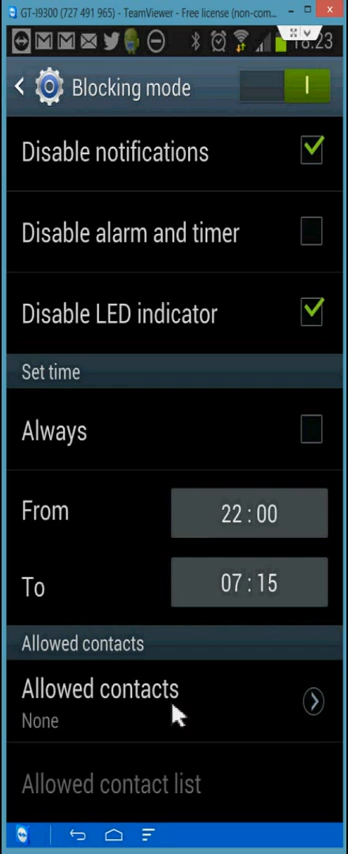 GT-I9300 (727 491 965) - TeamViewer - Free license (non-com...
18:23
Blocking mode
Disable notifications
Disable alarm and timer
Disable LED indicator
Set time
Always
From 22 : 00
To 07 : 15
Allowed contacts
Allowed contacts
None
Allowed contact list